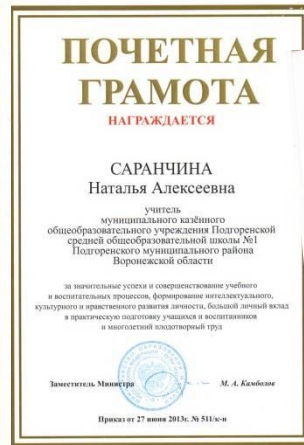 ПОЧЕТНАЯ
ГРАМОТА
НАГРАЖДАЕТСЯ
САРАНЧИНА
Наталья Алексеевна
учитель
муниципального казённого
общеобразовательного учреждения Подгоренской
средней общеобразовательной школы №1
Подгоренского муниципального района
Воронежской области
за значительные успехи и совершенствование учебного
и воспитательных процессов, формирование интеллектуального,
культурного и нравственного развития личности, большой личный вклад
в практическую подготовку учащихся и воспитанников
и многолетний плодотворный труд
Заместитель Министра М. А. Камболов
Приказ от 27 июня 2013г. № 511/к-н